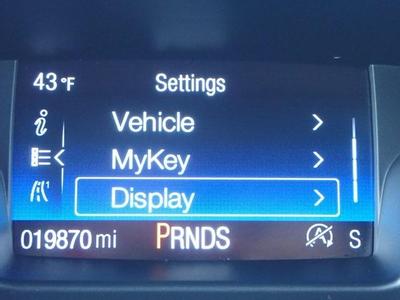 43°F Settings
Vehicle >
MyKey >
Display >
019870 mi PRNDS A S